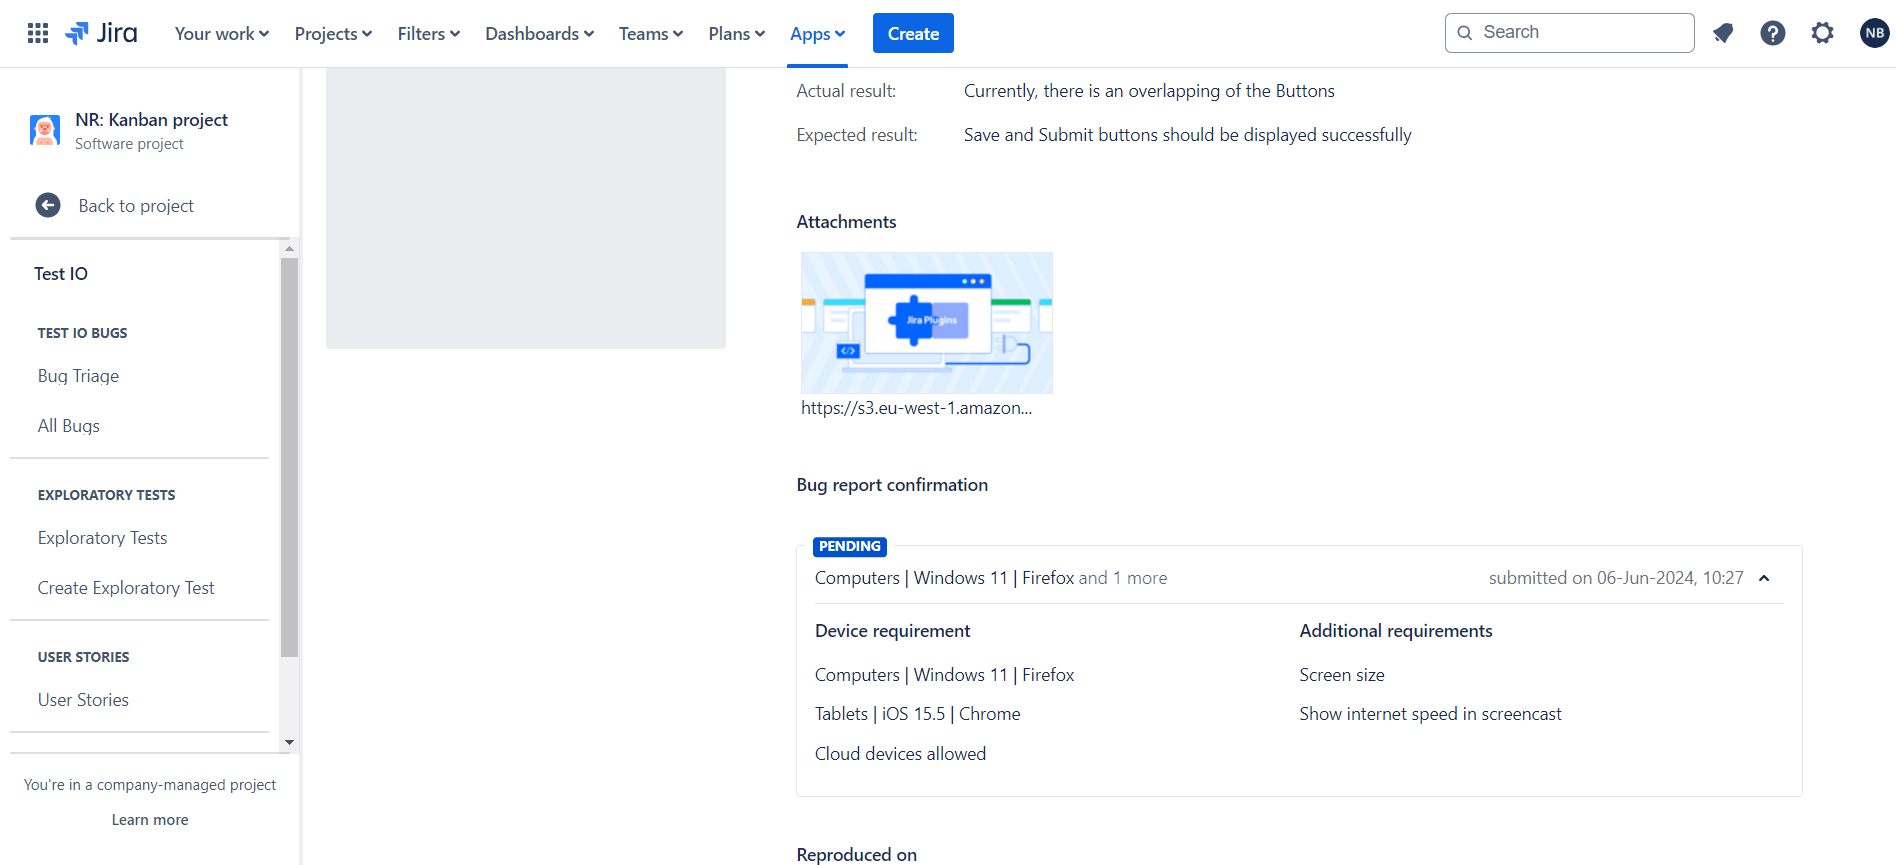 Jira
Your work
Projects
Filters
Dashboards
Teams
Plans
Apps
Create
Search
NB
NR: Kanban project
Software project
Back to project
Test IO
TEST IO BUGS
Bug Triage
All Bugs
EXPLORATORY TESTS
Exploratory Tests
Create Exploratory Test
USER STORIES
User Stories
You're in a company-managed project
Learn more
Actual result: Currently, there is an overlapping of the Buttons
Expected result: Save and Submit buttons should be displayed successfully
Attachments
Jira Plugins
</>
https://s3.eu-west-1.amazon...
Bug report confirmation
PENDING
Computers | Windows 11 | Firefox and 1 more
submitted on 06-Jun-2024, 10:27
Device requirement
Computers | Windows 11 | Firefox
Tablets | iOS 15.5 | Chrome
Cloud devices allowed
Additional requirements
Screen size
Show internet speed in screencast
Reproduced on